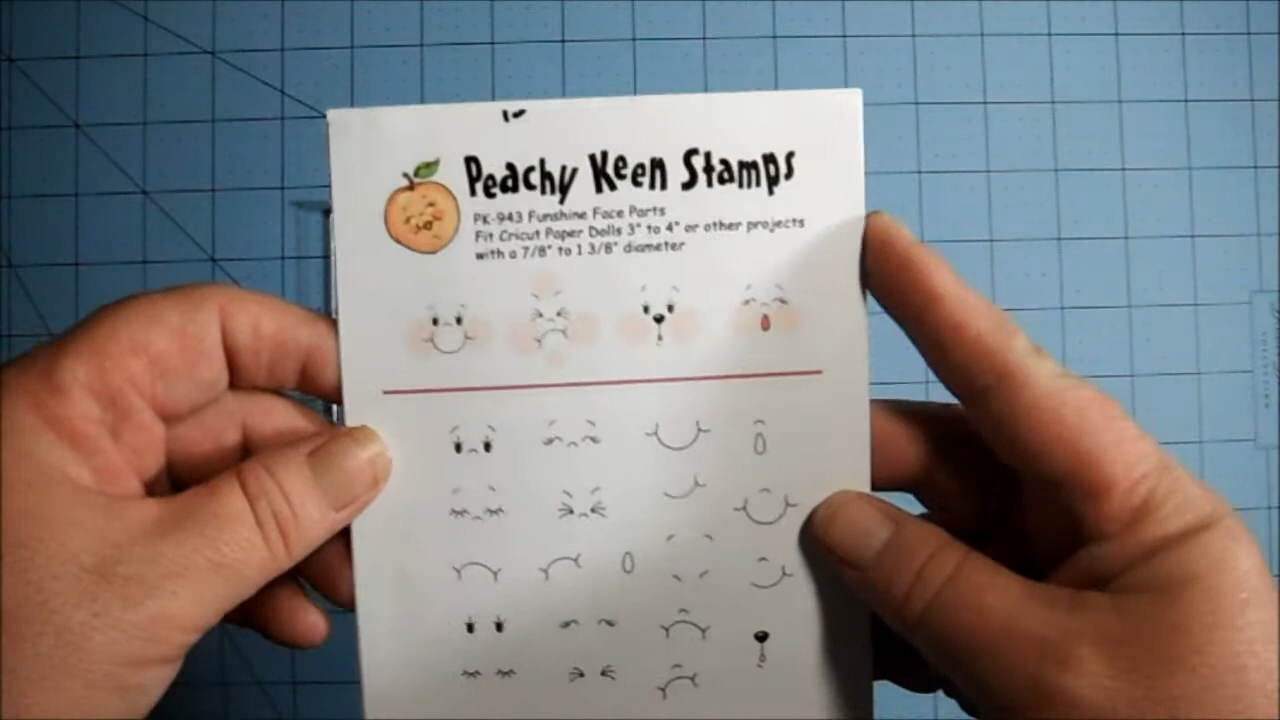 Peachy Keen Stamps
PK-943 Funshine Face Parts
Fit Cricut Paper Dolls 3" to 4" or other projects
with a 7/8" to 1 3/8" diameter